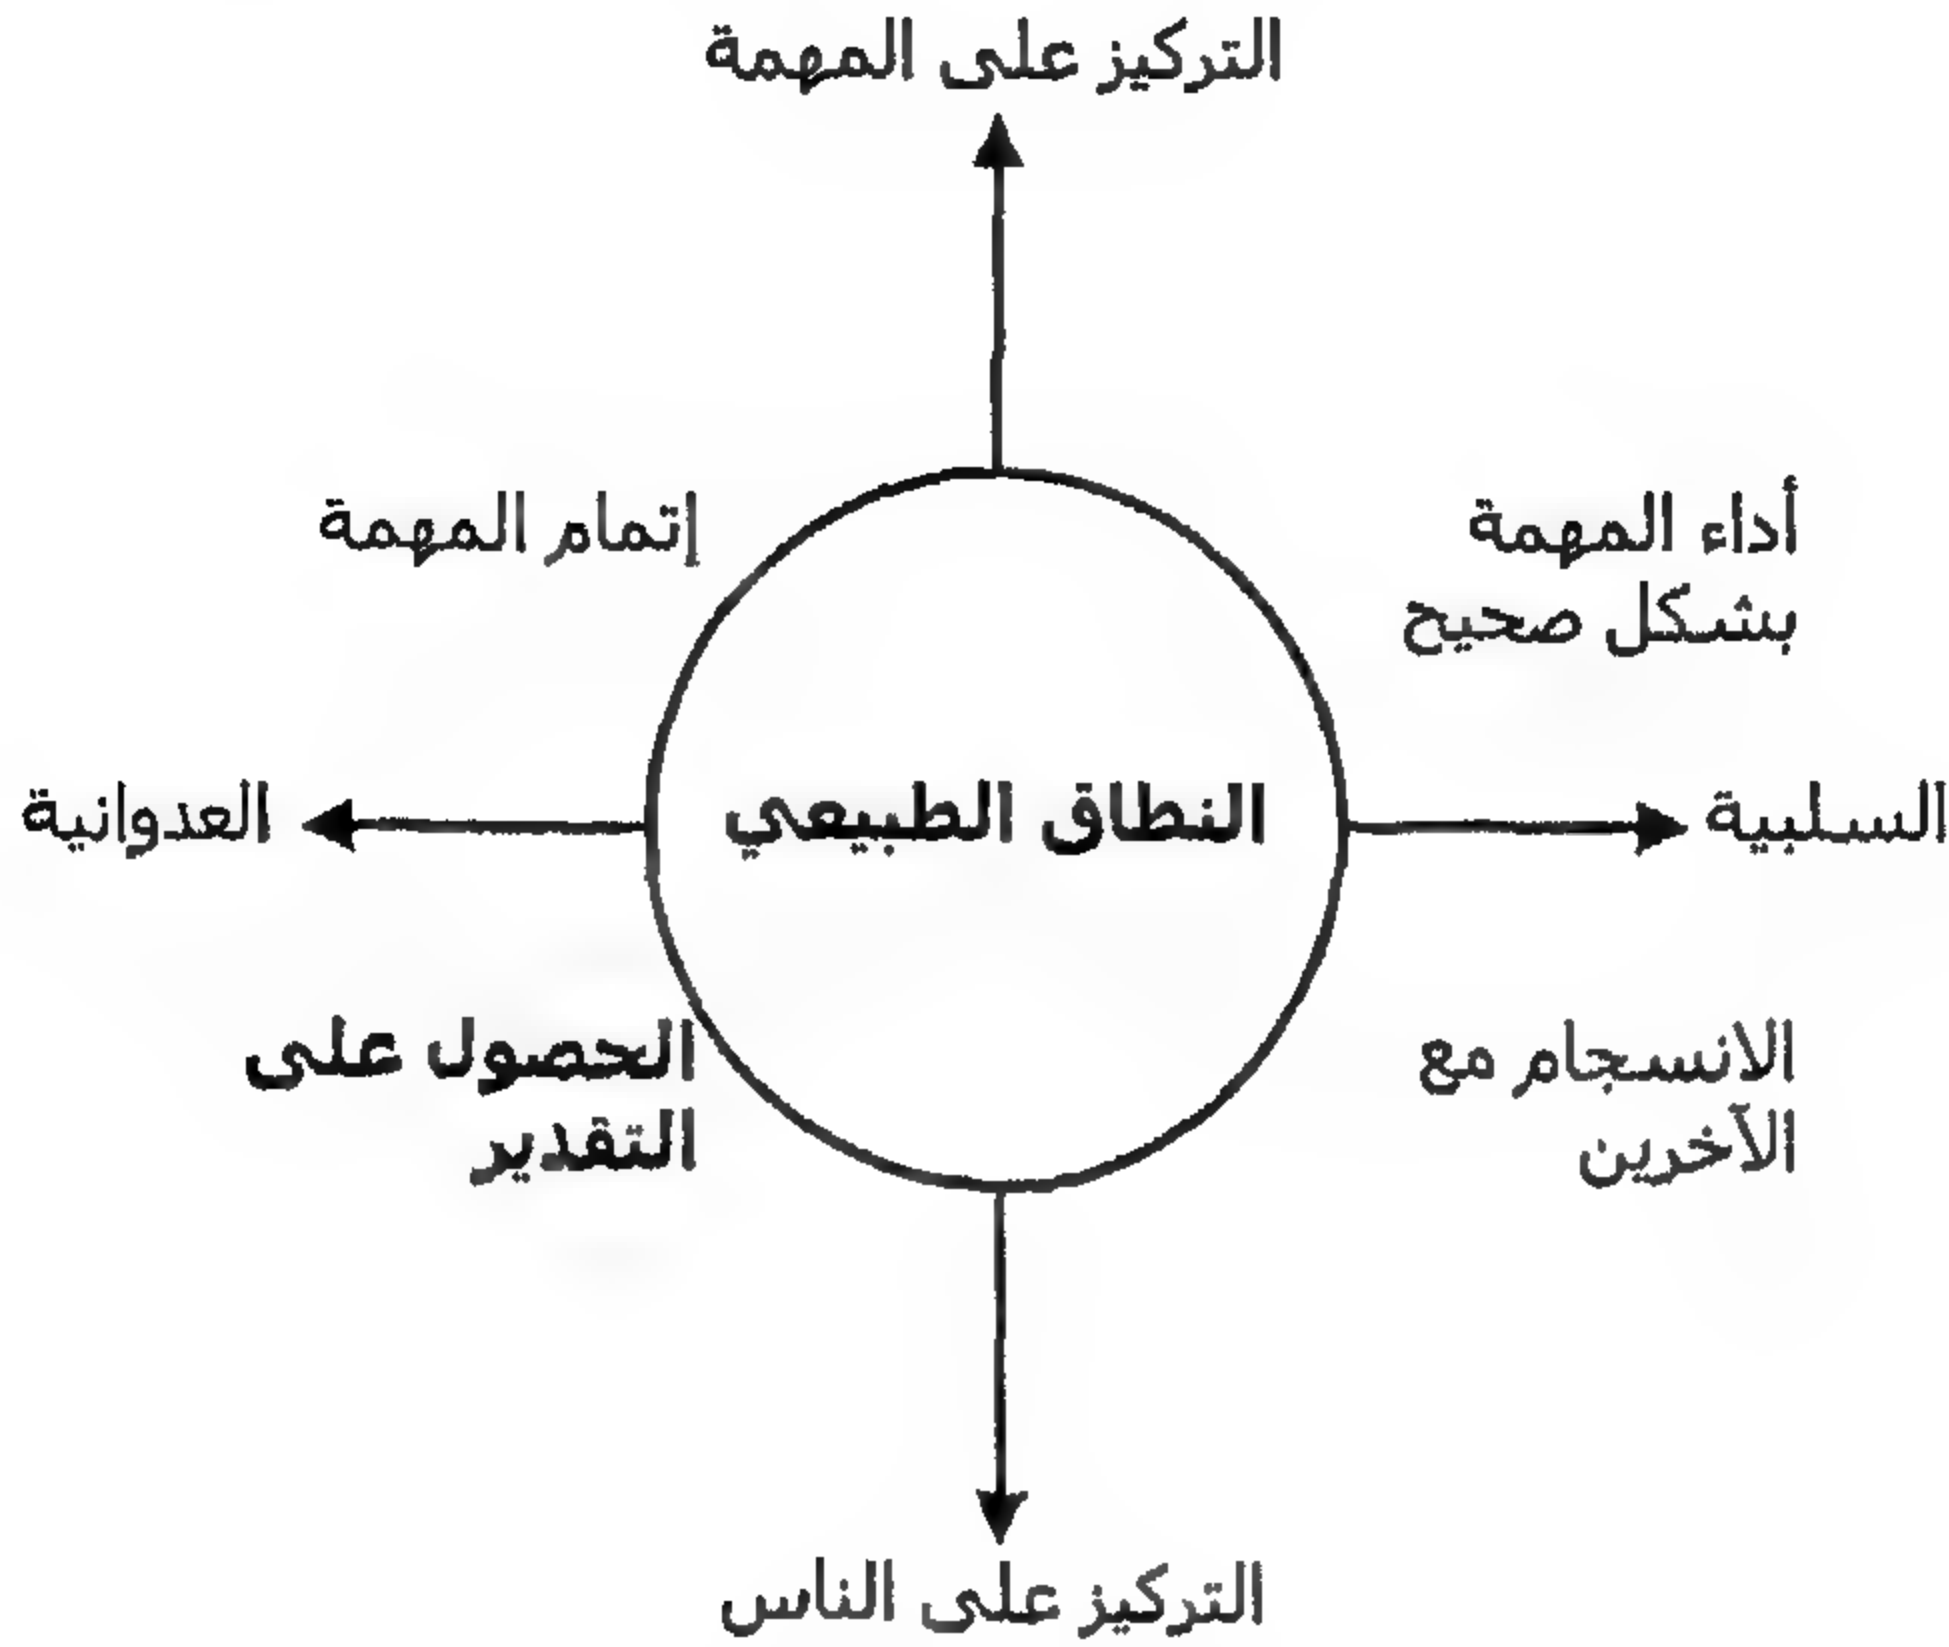 التركيز على المهمة
أداء المهمة
بشكل صحيح
إتمام المهمة
السلبية
النطاق الطبيعي
العدوانية
الانسجام مع
الآخرين
الحصول على
التقدير
التركيز على الناس